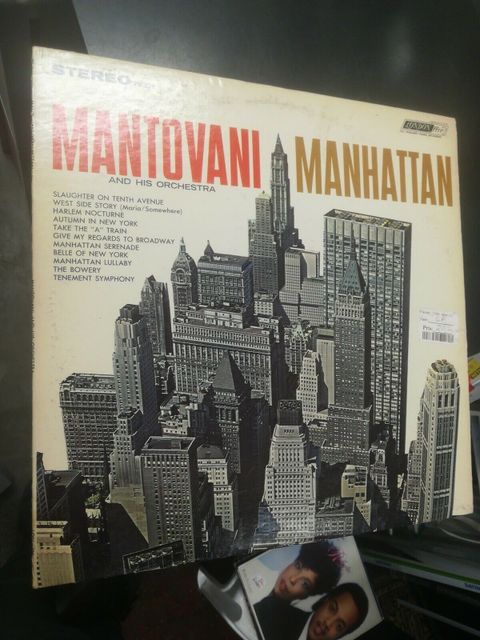 STEREO
LONDON
MANTOVANI
MANHATTAN
AND HIS ORCHESTRA
SLAUGHTER ON TENTH AVENUE
WEST SIDE STORY (Maria/Somewhere)
HARLEM NOCTURNE
AUTUMN IN NEW YORK
TAKE THE "A" TRAIN
GIVE MY REGARDS TO BROADWAY
MANHATTAN SERENADE
BELLE OF NEW YORK
MANHATTAN LULLABY
THE BOWERY
TENEMENT SYMPHONY